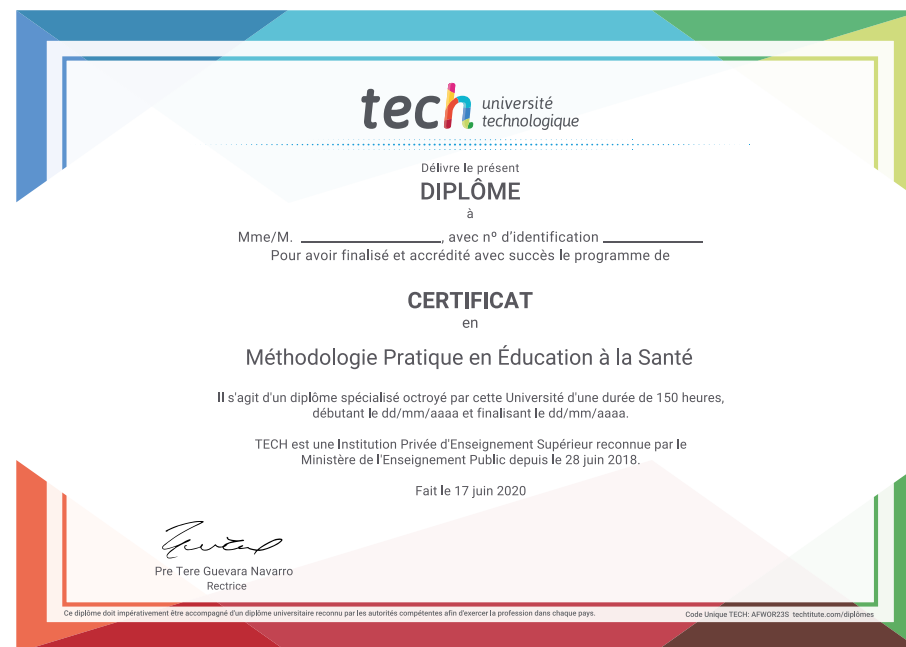 tech université
technologique
Délivre le présent
DIPLÔME
à
Mme/M. ____________________, avec nº d'identification ______________
Pour avoir finalisé et accrédité avec succès le programme de
CERTIFICAT
en
Méthodologie Pratique en Éducation à la Santé
Il s'agit d'un diplôme spécialisé octroyé par cette Université d'une durée de 150 heures,
débutant le dd/mm/aaaa et finalisant le dd/mm/aaaa.
TECH est une Institution Privée d'Enseignement Supérieur reconnue par le
Ministère de l'Enseignement Public depuis le 28 juin 2018.
Fait le 17 juin 2020
Pre Tere Guevara Navarro
Rectrice
Ce diplôme doit impérativement être accompagné d'un diplôme universitaire reconnu par les autorités compétentes afin d'exercer la profession dans chaque pays.
Code Unique TECH: AFWOR23S techtitute.com/diplômes